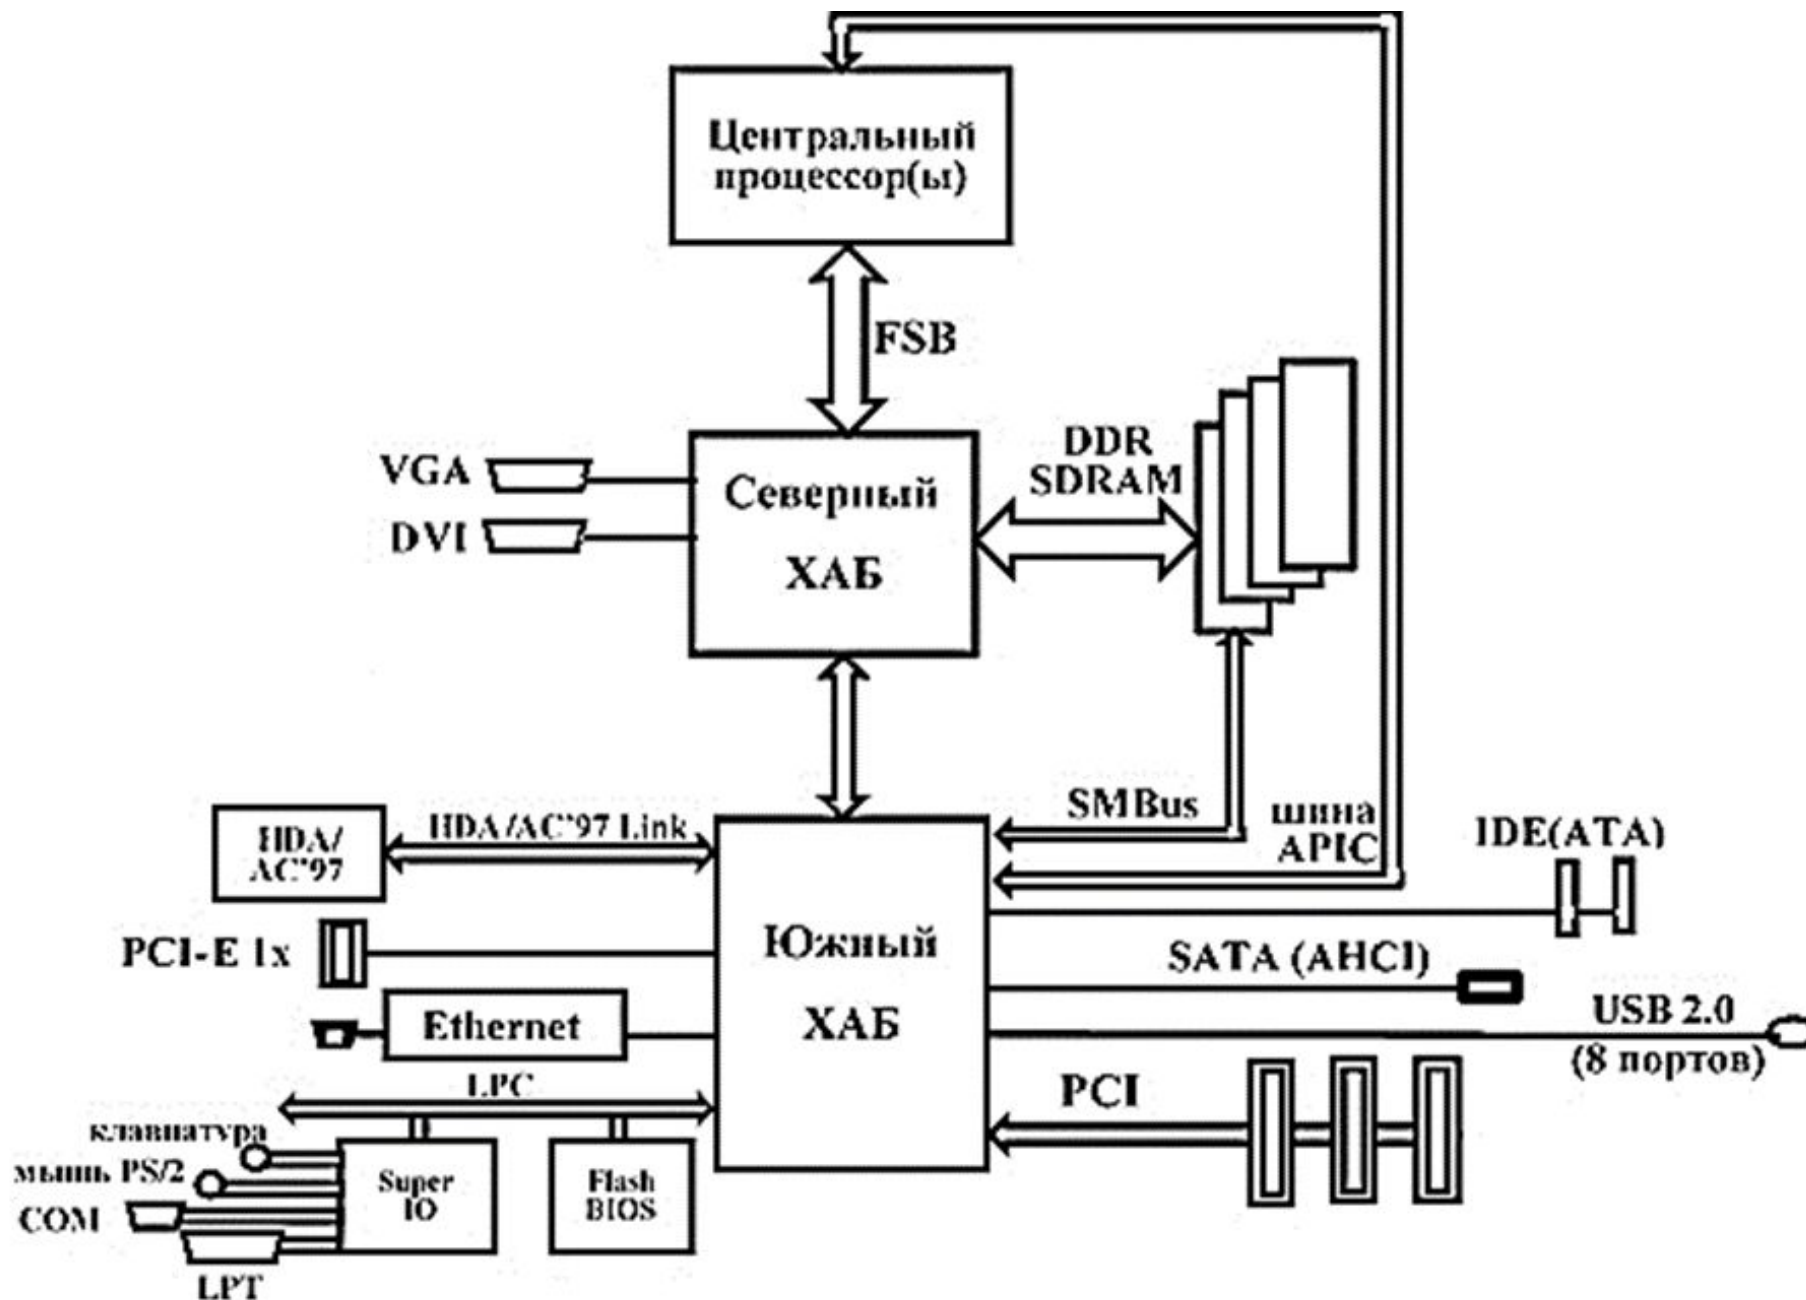 Центральный
процессор(ы)
FSB
VGA
DVI
Северный
ХАБ
DDR
SDRAM
SMBus
шина
APIC
HDA/
AC'97
HDA/AC'97 Link
IDE(ATA)
PCI-E 1x
Южный
ХАБ
SATA (AHCI)
Ethernet
USB 2.0
(8 портов)
LPC
PCI
клавиатура
мышь PS/2
COM
LPT
Super
IO
Flash
BIOS